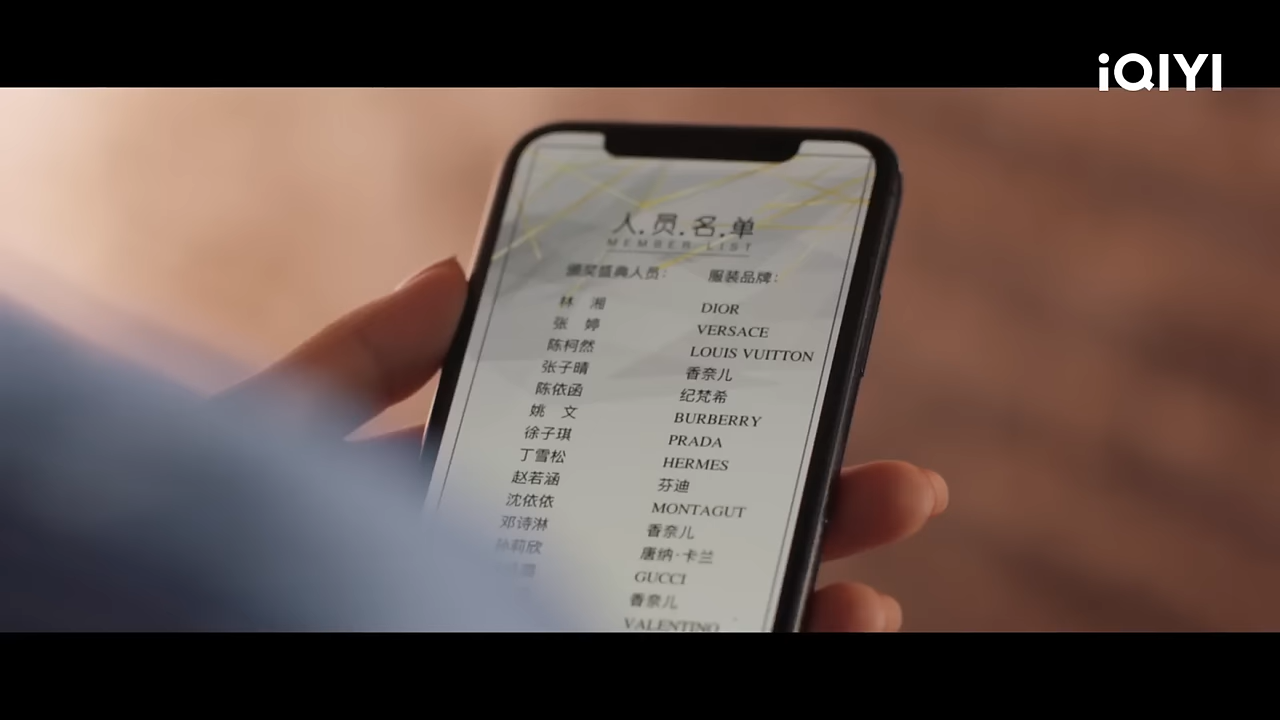 iQIYI
人.员.名.单
MEMBER LIST
颁奖盛典人员: 服装品牌:
林 湘 DIOR
张 婷 VERSACE
陈柯然 LOUIS VUITTON
张子晴 香奈儿
陈依函 纪梵希
姚 文 BURBERRY
徐子琪 PRADA
丁雪松 HERMES
赵若涵 芬迪
沈依依 MONTAGUT
邓诗淋 香奈儿
孙莉欣 唐纳·卡兰
GUCCI
香奈儿
VALENTINO